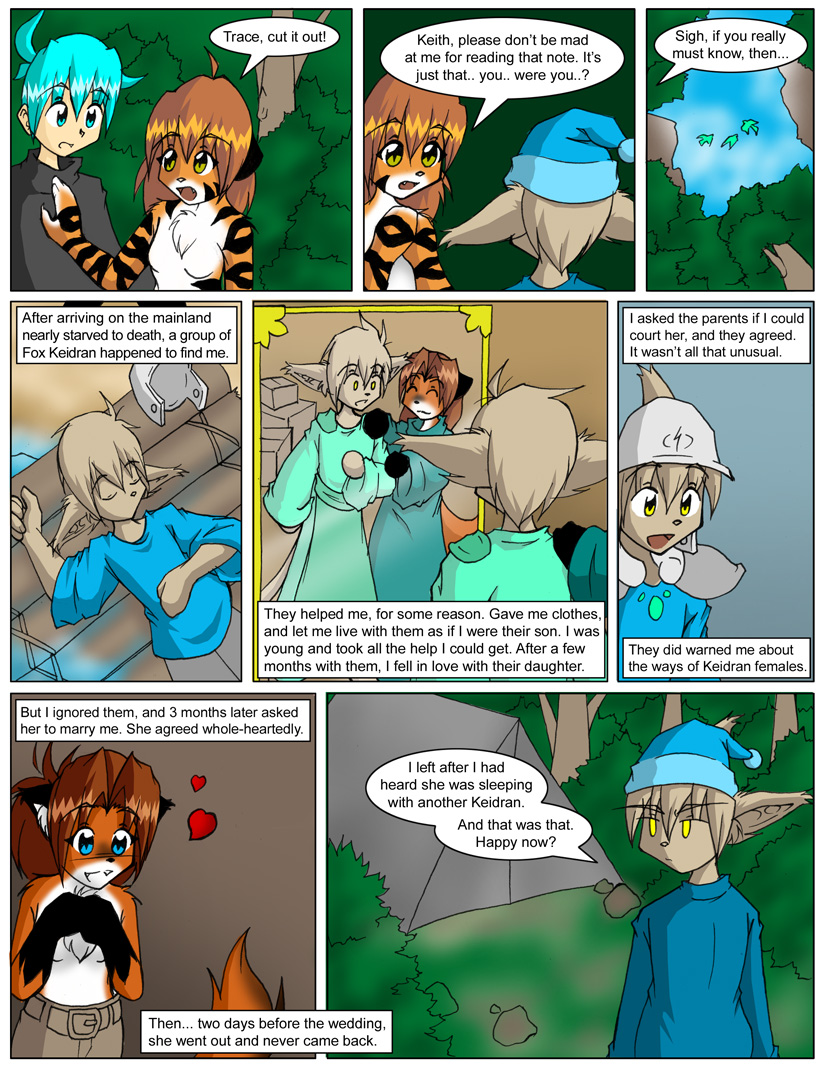 Trace, cut it out!
Keith, please don't be mad
at me for reading that note. It's
just that.. you.. were you..?
Sigh, if you really
must know, then...
After arriving on the mainland
nearly starved to death, a group of
Fox Keidran happened to find me.
They helped me, for some reason. Gave me clothes,
and let me live with them as if I were their son. I was
young and took all the help I could get. After a few
months with them, I fell in love with their daughter.
I asked the parents if I could
court her, and they agreed.
It wasn't all that unusual.
They did warned me about
the ways of Keidran females.
But I ignored them, and 3 months later asked
her to marry me. She agreed whole-heartedly.
Then... two days before the wedding,
she went out and never came back.
I left after I had
heard she was sleeping
with another Keidran.
And that was that.
Happy now?